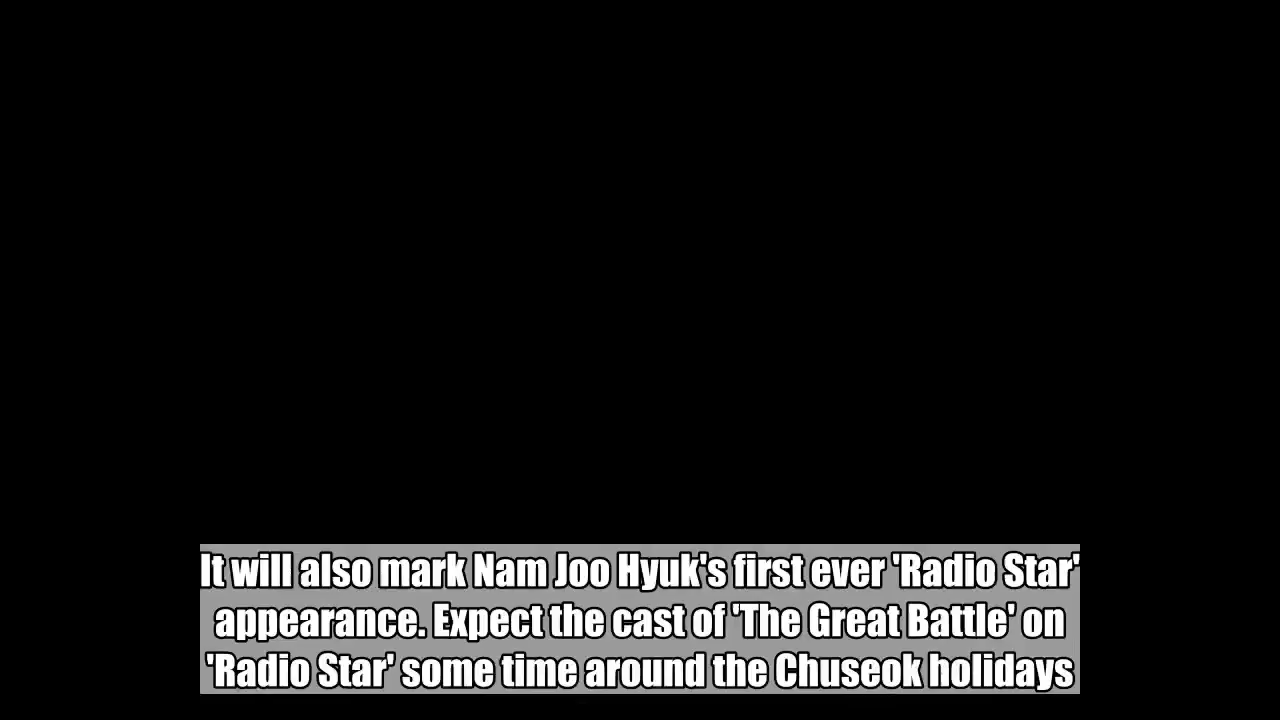 It will also mark Nam Joo Hyuk's first ever 'Radio Star'
appearance. Expect the cast of 'The Great Battle' on
'Radio Star' some time around the Chuseok holidays